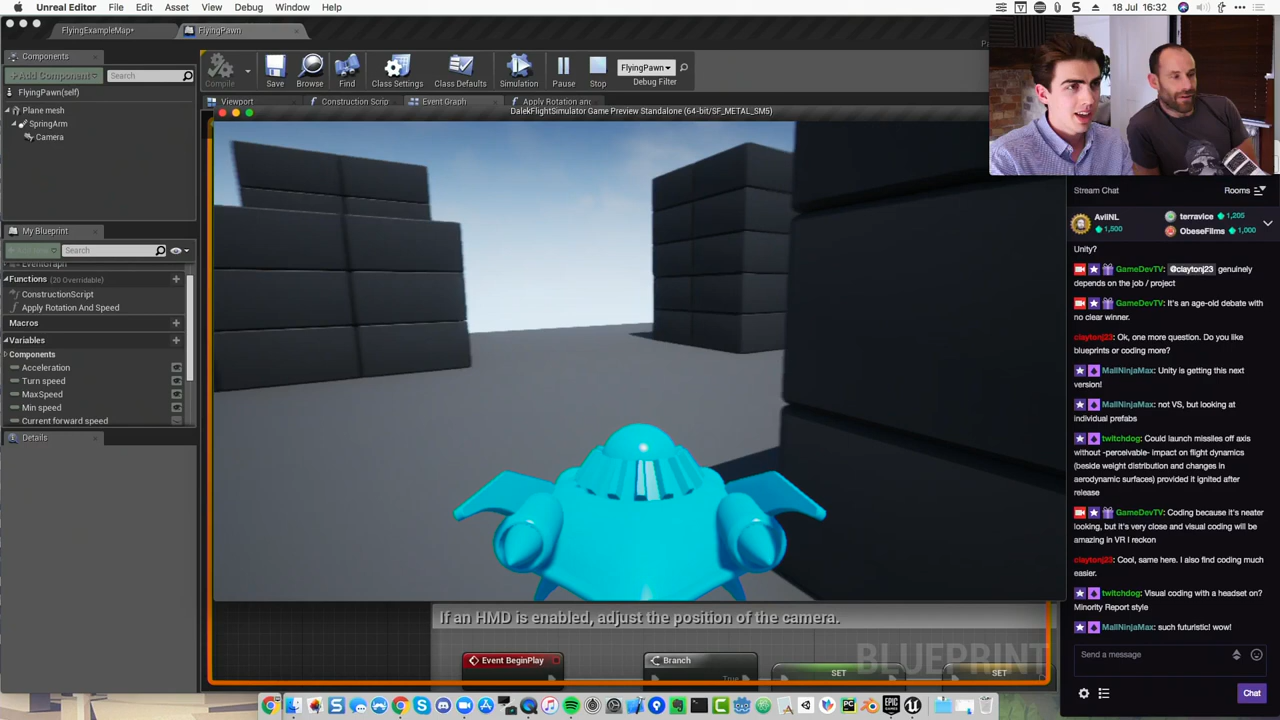 Unreal Editor File Edit Asset View Debug Window Help 18 Jul 16:32
FlyingExampleMap* FlyingPawn
Components
+Add Component Search
FlyingPawn(self)
Plane mesh
SpringArm
Camera
My Blueprint
Search
Functions (20 Overridable)
ConstructionScript
Apply Rotation And Speed
Macros
Variables
Components
Acceleration
Turn speed
MaxSpeed
Min speed
Current forward speed
Details
Compile Save Browse Find Class Settings Class Defaults Simulation Pause Stop FlyingPawn
Debug Filter
Viewport Construction Scrip Event Graph Apply Rotation and
DalekFlightSimulator Game Preview Standalone (64-bit/SF_METAL_SM5)
If an HMD is enabled, adjust the position of the camera.
BLUEPRINT
Event BeginPlay Branch SET SET
True
Stream Chat Rooms
AvliNL
1,500
terravice 1,205
ObeseFilms 1,000
Unity?
GameDevTV: @claytonj23 genuinely
depends on the job / project
GameDevTV: It's an age-old debate with
no clear winner.
claytonj23: Ok, one more question. Do you like
blueprints or coding more?
MallNinjaMax: Unity is getting this next
version!
MallNinjaMax: not VS, but looking at
individual prefabs
twitchdog: Could launch missiles off axis
without -perceivable- impact on flight dynamics
(beside weight distribution and changes in
aerodynamic surfaces) provided it ignited after
release
GameDevTV: Coding because it's neater
looking, but it's very close and visual coding will be
amazing in VR I reckon
claytonj23: Cool, same here. I also find coding much
easier.
twitchdog: Visual coding with a headset on?
Minority Report style
MallNinjaMax: such futuristic! wow!
Send a message
Chat